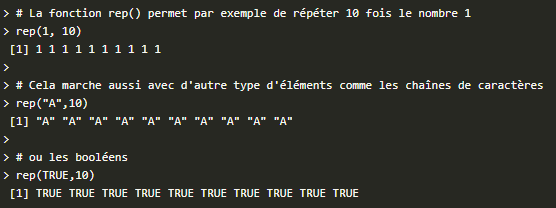 > # La fonction rep() permet par exemple de répéter 10 fois le nombre 1
> rep(1, 10)
[1] 1 1 1 1 1 1 1 1 1 1
>
> # Cela marche aussi avec d'autre type d'éléments comme les chaînes de caractères
> rep("A",10)
[1] "A" "A" "A" "A" "A" "A" "A" "A" "A" "A"
>
> # ou les booléens
> rep(TRUE,10)
[1] TRUE TRUE TRUE TRUE TRUE TRUE TRUE TRUE TRUE TRUE